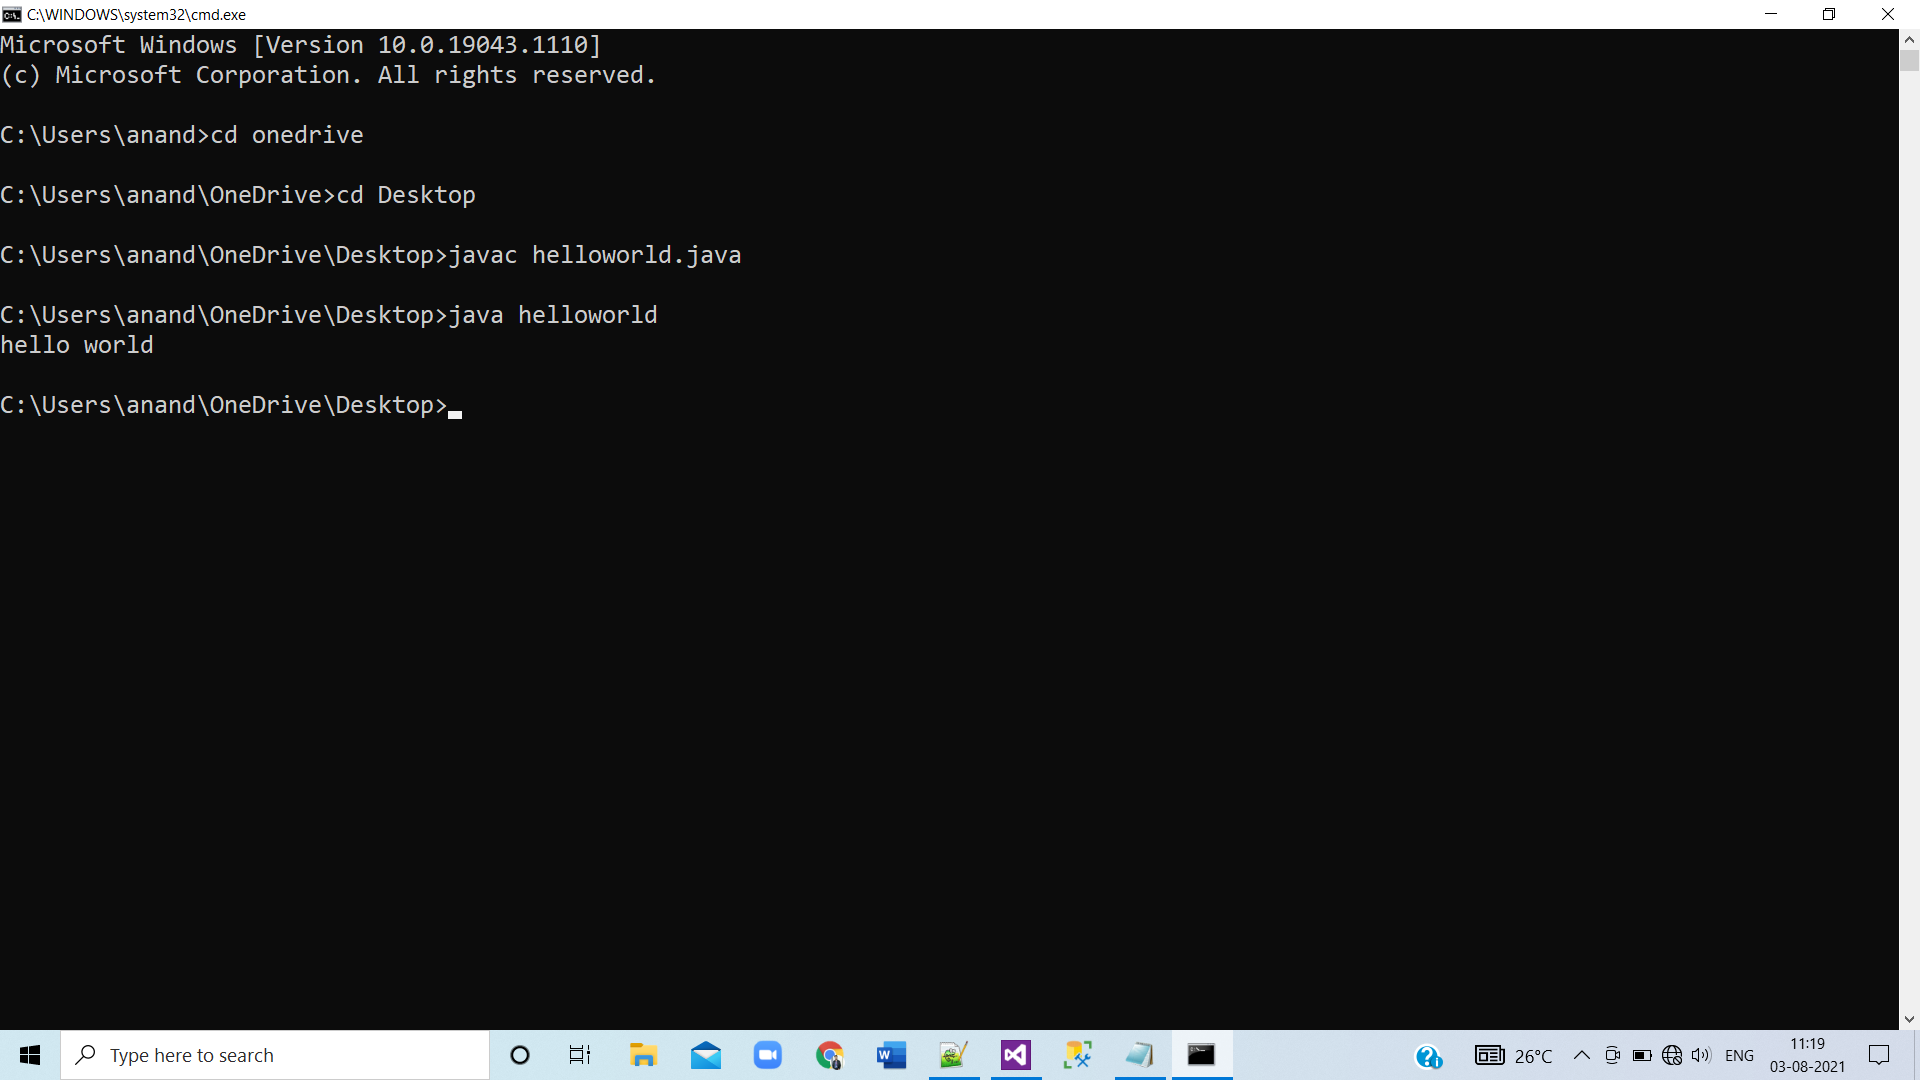 C:\WINDOWS\system32\cmd.exe
Microsoft Windows [Version 10.0.19043.1110]
(c) Microsoft Corporation. All rights reserved.
C:\Users\anand>cd onedrive
C:\Users\anand\OneDrive>cd Desktop
C:\Users\anand\OneDrive\Desktop>javac helloworld.java
C:\Users\anand\OneDrive\Desktop>java helloworld
hello world
C:\Users\anand\OneDrive\Desktop>
Type here to search
26°C
ENG
11:19
03-08-2021